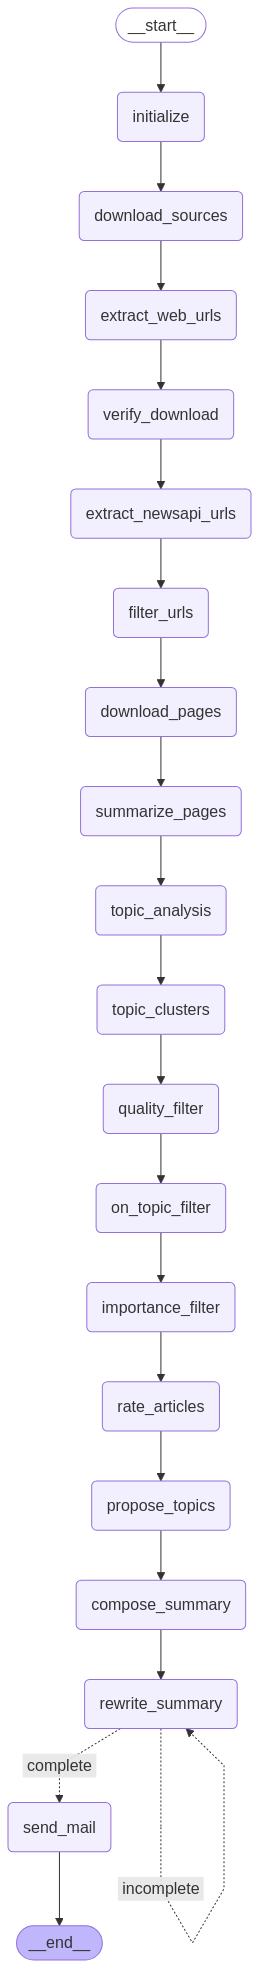 __start__
initialize
download_sources
extract_web_urls
verify_download
extract_newsapi_urls
filter_urls
download_pages
summarize_pages
topic_analysis
topic_clusters
quality_filter
on_topic_filter
importance_filter
rate_articles
propose_topics
compose_summary
rewrite_summary
complete
send_mail
incomplete
__end__